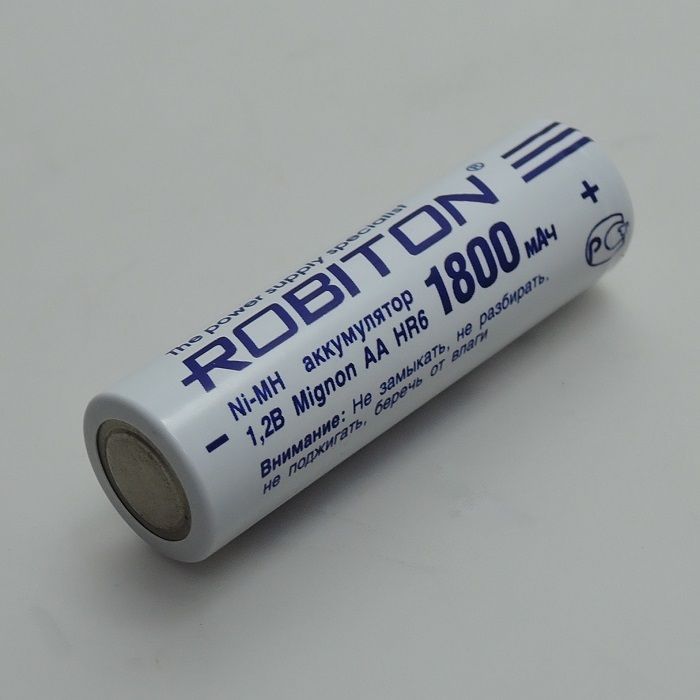 The power supply specialist
ROBITON®
Ni-MH аккумулятор
1,2В Mignon AA HR6 1800 мАч
Внимание: Не замыкать, не разбирать,
не поджигать, беречь от влаги
- +
РС